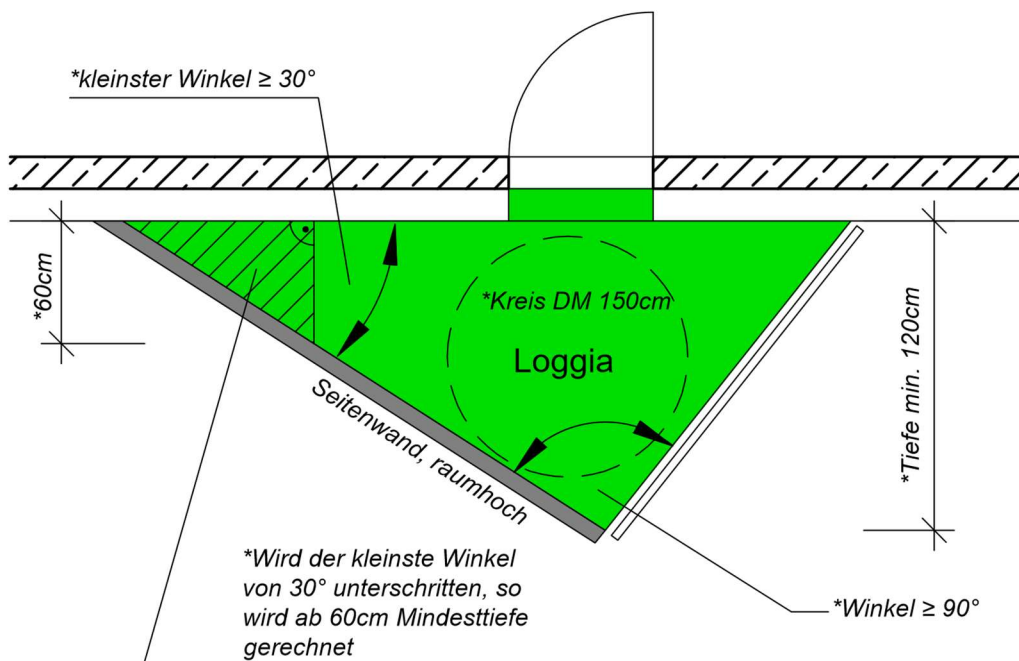 *kleinster Winkel ≥ 30°
*60cm
*Kreis DM 150cm
Loggia
*Tiefe min. 120cm
Seitenwand, raumhoch
*Wird der kleinste Winkel
von 30° unterschritten, so
wird ab 60cm Mindesttiefe
gerechnet
*Winkel ≥ 90°